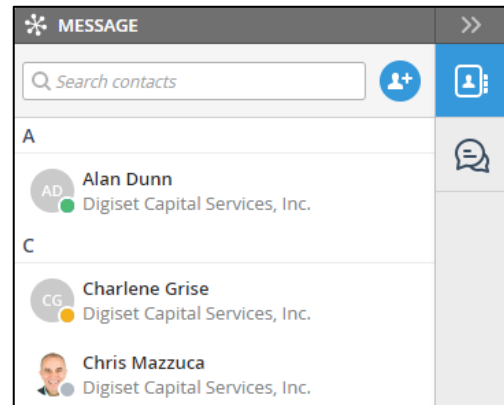 MESSAGE
Search contacts
A
AD
Alan Dunn
Digiset Capital Services, Inc.
C
CG
Charlene Grise
Digiset Capital Services, Inc.
Chris Mazzuca
Digiset Capital Services, Inc.